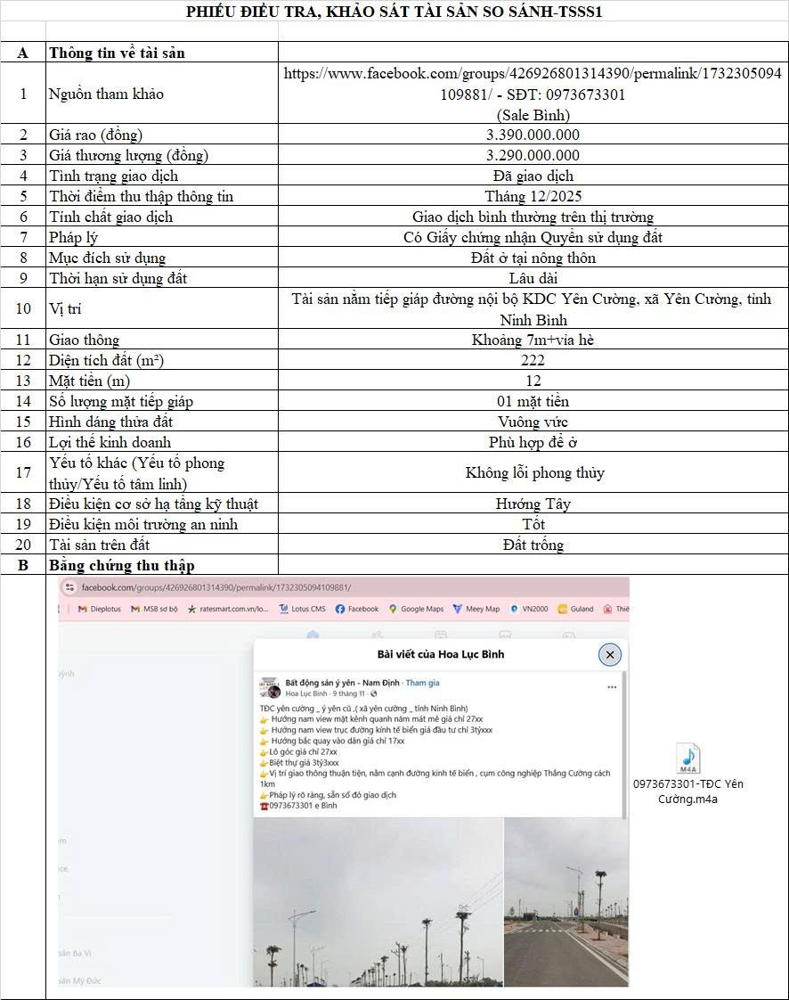 PHIẾU ĐIỀU TRA, KHẢO SÁT TÀI SẢN SO SÁNH-TSSS1
A Thông tin về tài sản
1 Nguồn tham khảo https://www.facebook.com/groups/426926801314390/permalink/1732305094
109881/ - SĐT: 0973673301
(Sale Bình)
2 Giá rao (đồng) 3.390.000.000
3 Giá thương lượng (đồng) 3.290.000.000
4 Tình trạng giao dịch Đã giao dịch
5 Thời điểm thu thập thông tin Tháng 12/2025
6 Tính chất giao dịch Giao dịch bình thường trên thị trường
7 Pháp lý Có Giấy chứng nhận Quyền sử dụng đất
8 Mục đích sử dụng Đất ở tại nông thôn
9 Thời hạn sử dụng đất Lâu dài
10 Vị trí Tài sản nằm tiếp giáp đường nội bộ KDC Yên Cường, xã Yên Cường, tỉnh
Ninh Bình
11 Giao thông Khoảng 7m+vỉa hè
12 Diện tích đất (m²) 222
13 Mặt tiền (m) 12
14 Số lượng mặt tiếp giáp 01 mặt tiền
15 Hình dáng thửa đất Vuông vức
16 Lợi thế kinh doanh Phù hợp để ở
17 Yếu tố khác (Yếu tố phong
thủy/Yếu tố tâm linh) Không lỗi phong thủy
18 Điều kiện cơ sở hạ tầng kỹ thuật Hướng Tây
19 Điều kiện môi trường an ninh Tốt
20 Tài sản trên đất Đất trống
B Bằng chứng thu thập
facebook.com/groups/426926801314390/permalink/1732305094109881/
Dieplotus MSB sơ bộ ratesmart.com.vn/lo... Lotus CMS Facebook Google Maps Meey Map VN2000 Guland Thiê
Bài viết của Hoa Lục Bình
ỳnh
Bất động sản ý yên - Nam Định · Tham gia
Hoa Lục Bình · 9 tháng 11 ·
TĐC yên cường _ ý yên cũ ,( xã yên cường _ tỉnh Ninh Bình)
👉 Hướng nam view mặt kênh quanh năm mát mẻ giá chỉ 27xx
👉 Hướng nam view trục đường kính tế biển giá đầu tư chỉ 3tỷxxx
👉 Hướng bắc quay vào dân giá chỉ 17xx
👉Lô góc giá chỉ 27xx
👉Biệt thự giá 3tỷ3xxx
👉Vị trí giao thông thuận tiện, nằm cạnh đường kính tế biển , cụm công nghiệp Thắng Cường cách
1km
👉Pháp lý rõ ràng, sẵn sổ đỏ giao dịch
☎️0973673301 e Bình
M4A
0973673301-TĐC Yên
Cường.m4a
sản Ba Vì
sản Mỹ Đức